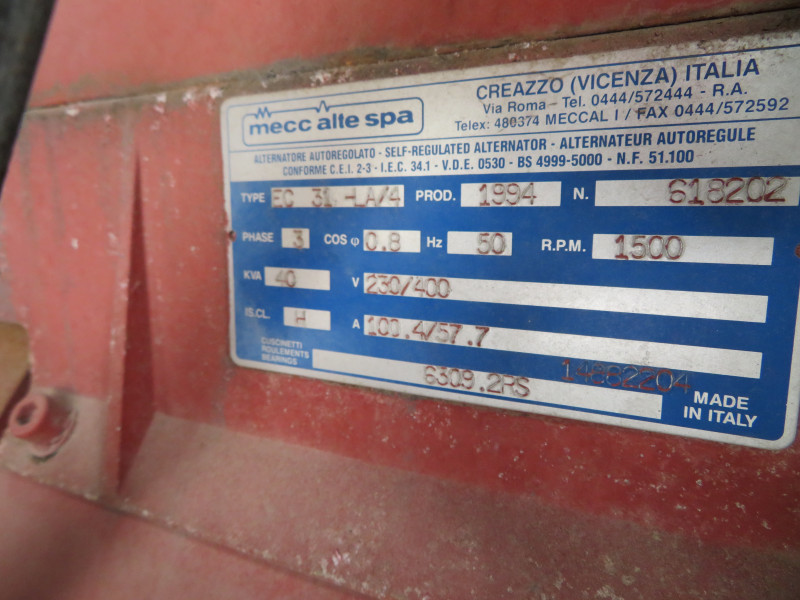 mecc alte spa
CREAZZO (VICENZA) ITALIA
Via Roma - Tel. 0444/572444 - R.A.
Telex: 480374 MECCAL I / FAX 0444/572592
ALTERNATORE AUTOREGOLATO - SELF-REGULATED ALTERNATOR - ALTERNATEUR AUTOREGULE
CONFORME C.E.I. 2-3 - I.E.C. 34.1 - V.D.E. 0530 - BS 4999-5000 - N.F. 51.100
TYPE EC 31 -LA/4 PROD. 1994 N. 618202
PHASE 3 COS φ 0.8 Hz 50 R.P.M. 1500
KVA 40 V 230/400
IS.CL. H A 100.4/57.7
CUSCINETTI
ROULEMENTS
BEARINGS
6309.2RS 14662204
MADE
IN ITALY